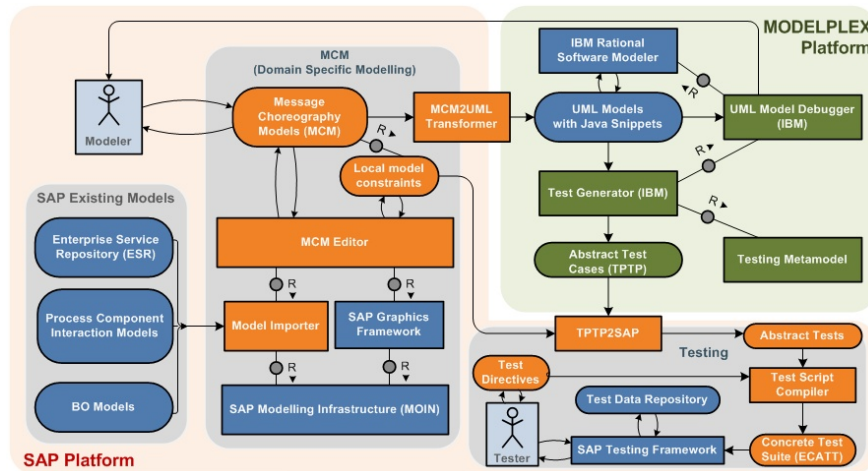 MODELPLEX
Platform
MCM
(Domain Specific Modelling)
IBM Rational
Software Modeler
Modeler
Message
Choreography
Models (MCM)
MCM2UML
Transformer
UML Models
with Java Snippets
UML Model Debugger
(IBM)
R
R
Local model
constraints
R
R
SAP Existing Models
Enterprise Service
Repository (ESR)
MCM Editor
Test Generator (IBM)
Abstract Test
Cases (TPTP)
Testing Metamodel
R
R
Process Component
Interaction Models
Model Importer
SAP Graphics
Framework
TPTP2SAP
Abstract Tests
Testing
R
R
Test
Directives
Test Script
Compiler
BO Models
SAP Modelling Infrastructure (MOIN)
Test Data Repository
SAP Platform
Tester
SAP Testing Framework
Concrete Test
Suite (ECATT)